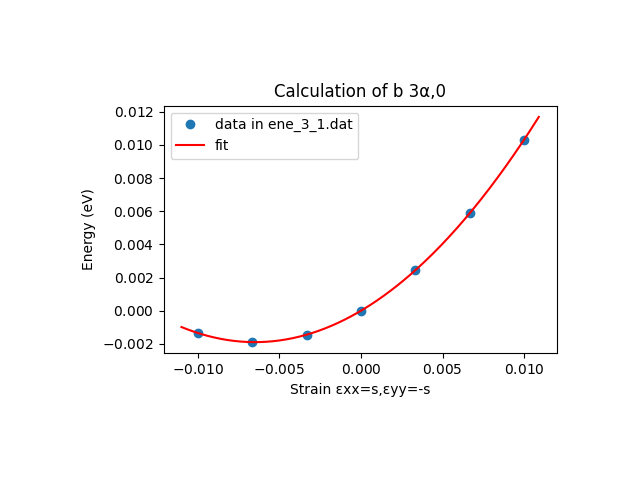 Calculation of b 3α,0
data in ene_3_1.dat
fit
Energy (eV)
0.012
0.010
0.008
0.006
0.004
0.002
0.000
−0.002
−0.010
−0.005
0.000
0.005
0.010
Strain εxx=s,εyy=-s